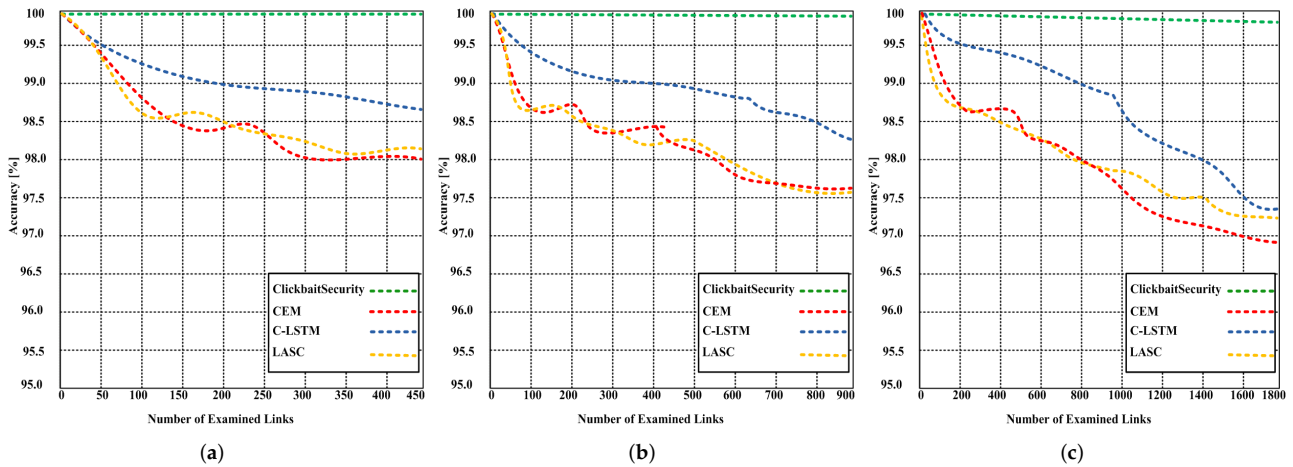 100
99.5
99.0
98.5
98.0
97.5
97.0
96.5
96.0
95.5
95.0
Accuracy [%]
0 50 100 150 200 250 300 350 400 450
Number of Examined Links
ClickbaitSecurity
CEM
C-LSTM
LASC
(a)
100
99.5
99.0
98.5
98.0
97.5
97.0
96.5
96.0
95.5
95.0
Accuracy [%]
0 100 200 300 400 500 600 700 800 900
Number of Examined Links
ClickbaitSecurity
CEM
C-LSTM
LASC
(b)
100
99.5
99.0
98.5
98.0
97.5
97.0
96.5
96.0
95.5
95.0
Accuracy [%]
0 200 400 600 800 1000 1200 1400 1600 1800
Number of Examined Links
ClickbaitSecurity
CEM
C-LSTM
LASC
(c)